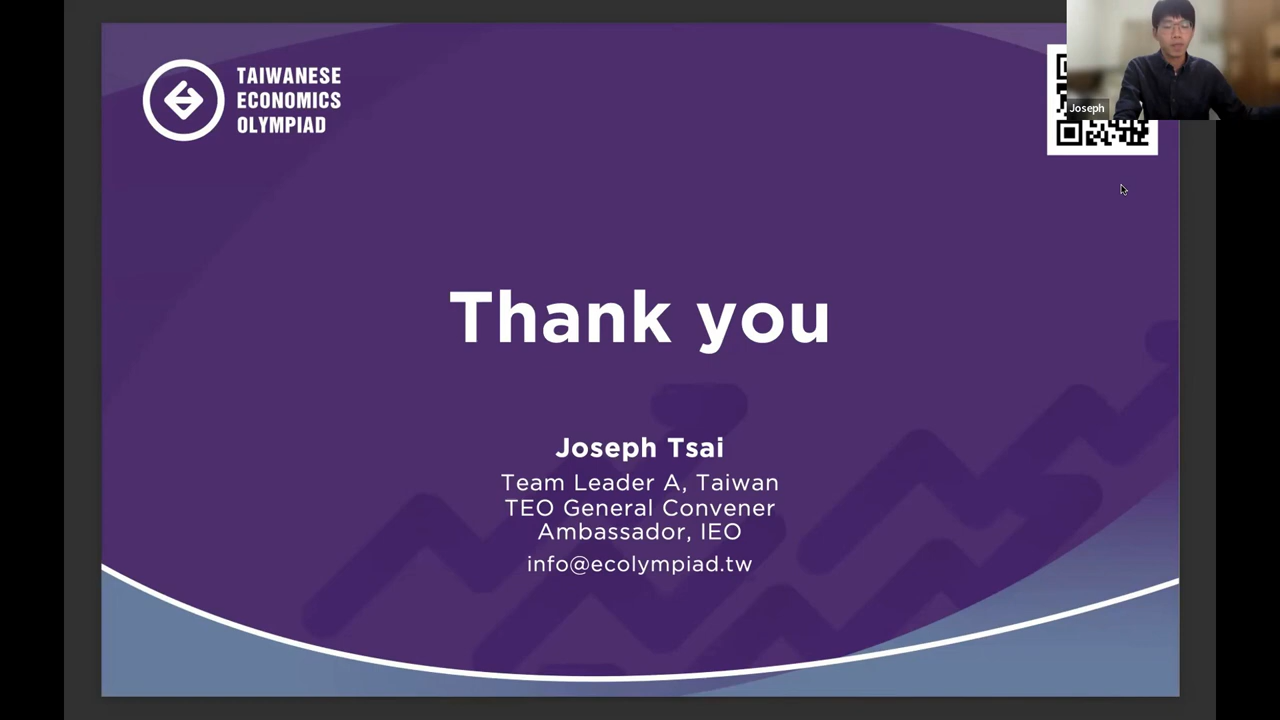 TAIWANESE
ECONOMICS
OLYMPIAD
Joseph
Thank you
Joseph Tsai
Team Leader A, Taiwan
TEO General Convener
Ambassador, IEO
info@ecolympiad.tw